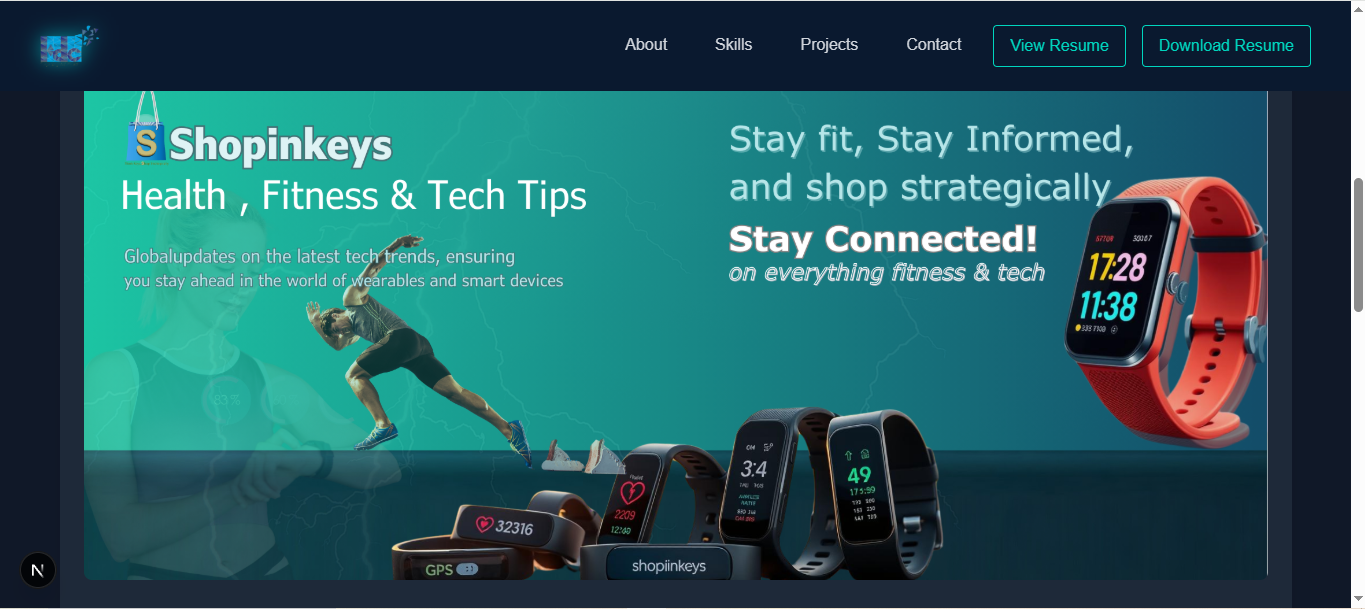 About Skills Projects Contact View Resume Download Resume
S Shopinkeys
Health , Fitness & Tech Tips
Globalupdates on the latest tech trends, ensuring
you stay ahead in the world of wearables and smart devices
Stay fit, Stay Informed,
and shop strategically
Stay Connected!
on everything fitness & tech
17:28
11:38
83 %
3:4
49
2209
32316
GPS
shopiinkeys
N